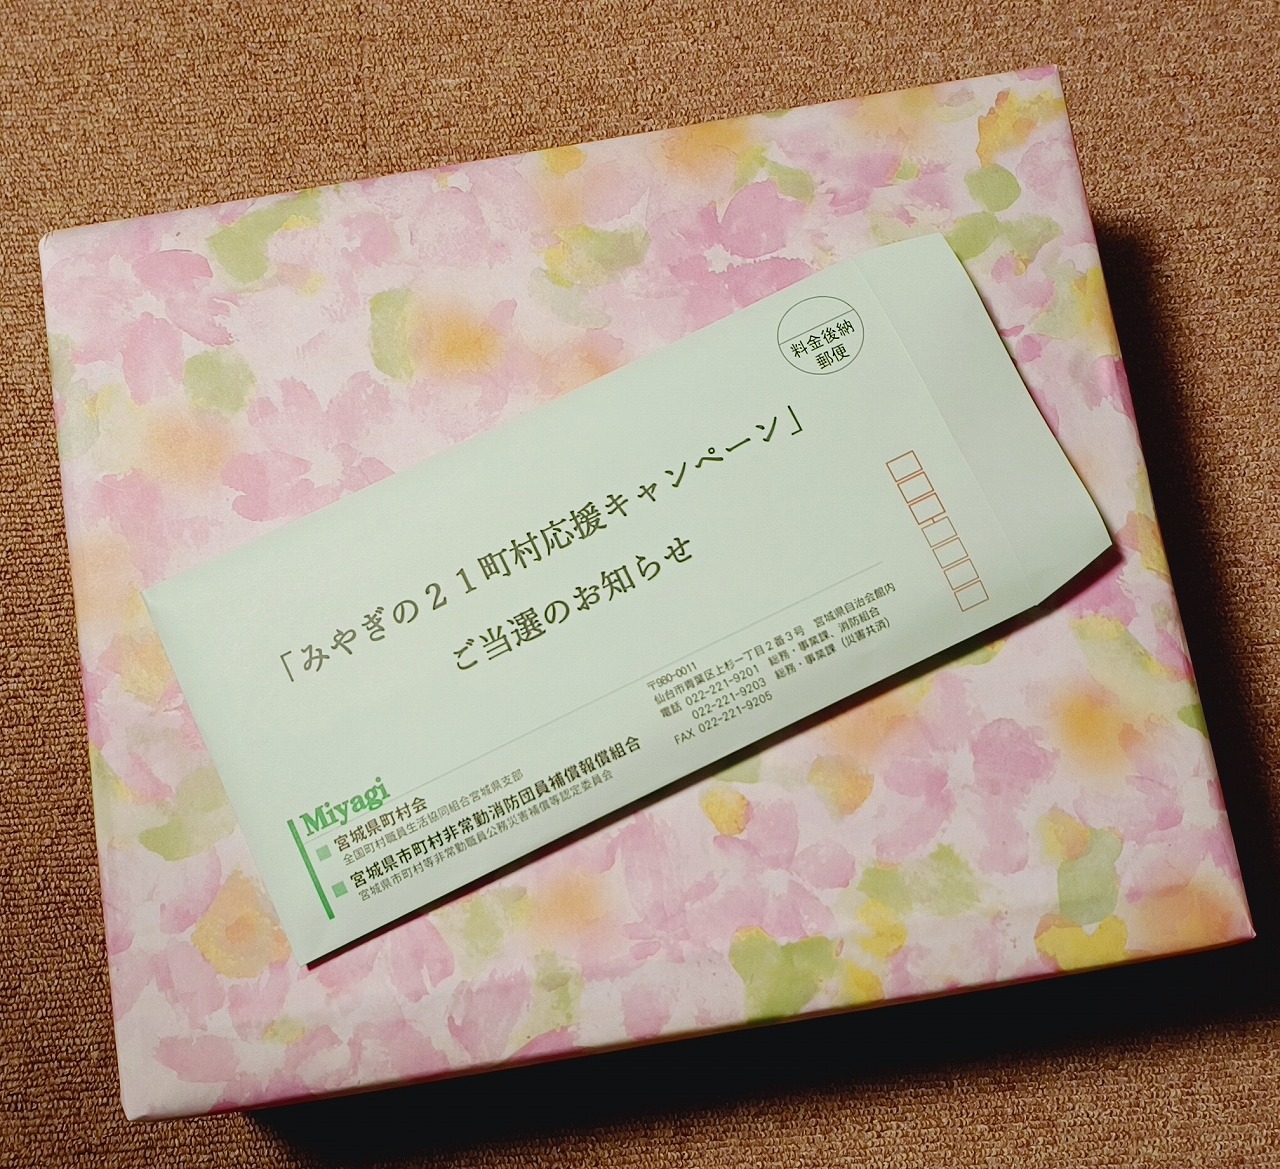 料金後納
郵便
「みやぎの21町村応援キャンペーン」
ご当選のお知らせ
〒980-0011
仙台市青葉区上杉一丁目2番3号　宮城県自治会館内
電話 022-221-9201　総務・事業課、消防組合
022-221-9203　総務・事業課（災害共済）
FAX 022-221-9205
Miyagi
宮城県町村会
全国町村職員生活協同組合宮城県支部
宮城県市町村非常勤消防団員補償報償組合
宮城県市町村等非常勤職員公務災害補償等認定委員会